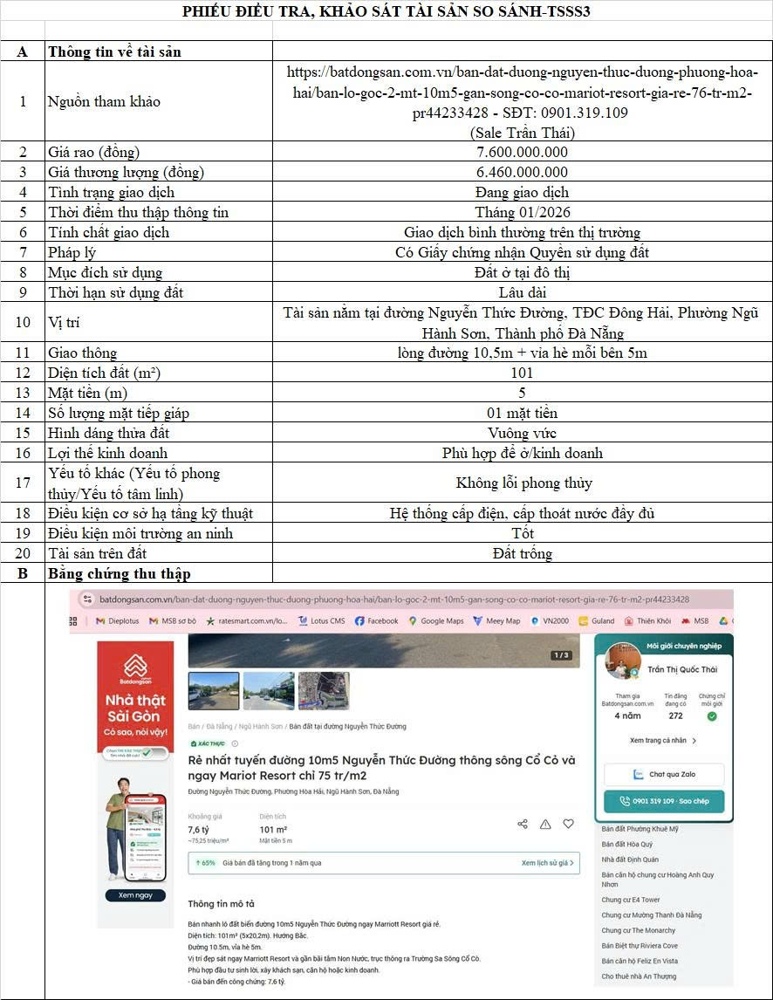 PHIẾU ĐIỀU TRA, KHẢO SÁT TÀI SẢN SO SÁNH-TSSS3
A Thông tin về tài sản
1 Nguồn tham khảo https://batdongsan.com.vn/ban-dat-duong-nguyen-thuc-duong-phuong-hoa-
hai/ban-lo-goc-2-mt-10m5-gan-song-co-co-mariot-resort-gia-re-76-tr-m2-
pr44233428 - SĐT: 0901.319.109
(Sale Trần Thái)
2 Giá rao (đồng) 7.600.000.000
3 Giá thương lượng (đồng) 6.460.000.000
4 Tình trạng giao dịch Đang giao dịch
5 Thời điểm thu thập thông tin Tháng 01/2026
6 Tính chất giao dịch Giao dịch bình thường trên thị trường
7 Pháp lý Có Giấy chứng nhận Quyền sử dụng đất
8 Mục đích sử dụng Đất ở tại đô thị
9 Thời hạn sử dụng đất Lâu dài
10 Vị trí Tài sản nằm tại đường Nguyễn Thức Đường, TĐC Đông Hải, Phường Ngũ
Hành Sơn, Thành phố Đà Nẵng
11 Giao thông lòng đường 10,5m + vỉa hè mỗi bên 5m
12 Diện tích đất (m²) 101
13 Mặt tiền (m) 5
14 Số lượng mặt tiếp giáp 01 mặt tiền
15 Hình dáng thửa đất Vuông vức
16 Lợi thế kinh doanh Phù hợp để ở/kinh doanh
17 Yếu tố khác (Yếu tố phong
thủy/Yếu tố tâm linh) Không lỗi phong thủy
18 Điều kiện cơ sở hạ tầng kỹ thuật Hệ thống cấp điện, cấp thoát nước đầy đủ
19 Điều kiện môi trường an ninh Tốt
20 Tài sản trên đất Đất trống
B Bằng chứng thu thập
batdongsan.com.vn/ban-dat-duong-nguyen-thuc-duong-phuong-hoa-hai/ban-lo-goc-2-mt-10m5-gan-song-co-co-mariot-resort-gia-re-76-tr-m2-pr44233428
Dieplotus MSB sơ bộ ratesmart.com.vn/lo... Lotus CMS Facebook Google Maps Meey Map VN2000 Guland Thiên Khôi MSB
1 / 3
Batdongsan
Nhà thật
Sài Gòn
Có sao, nói vậy!
Xem ngay
Bán / Đà Nẵng / Ngũ Hành Sơn / Bán đất tại đường Nguyễn Thức Đường
XÁC THỰC
Rẻ nhất tuyến đường 10m5 Nguyễn Thức Đường thông sông Cổ Cò và
ngay Mariot Resort chỉ 75 tr/m2
Đường Nguyễn Thức Đường, Phường Hòa Hải, Ngũ Hành Sơn, Đà Nẵng
Khoảng giá Diện tích
7,6 tỷ 101 m²
~75,25 triệu/m² Mặt tiền 5 m
65% Giá bán đã tăng trong 1 năm qua Xem lịch sử giá >
Thông tin mô tả
Bán nhanh lô đất biển đường 10m5 Nguyễn Thức Đường ngay Marriott Resort giá rẻ.
Diện tích: 101m² (5x20,2m). Hướng Bắc.
Đường 10.5m, vỉa hè 5m.
Vị trí đẹp sát ngay Marriott Resort và gần bãi tắm Non Nước, trục thông ra Trường Sa Sông Cổ Cò.
Phù hợp đầu tư sinh lời, xây khách sạn, căn hộ hoặc kinh doanh.
- Giá bán đến công chứng: 7.6 tỷ.
Môi giới chuyên nghiệp
Trần Thị Quốc Thái
Tham gia Batdongsan.com.vn 4 năm
Tin đăng đang có 272
Chứng chỉ môi giới
Xem trang cá nhân >
Chat qua Zalo
0901 319 109 · Sao chép
Bán đất Phường Khuê Mỹ
Bán đất Hòa Quý
Nhà đất Định Quán
Bán căn hộ chung cư Hoàng Anh Quy
Nhơn
Chung cư E4 Tower
Chung cư Mường Thanh Đà Nẵng
Chung cư The Monarchy
Bán Biệt thự Riviera Cove
Bán căn hộ Feliz En Vista
Cho thuê nhà An Thượng